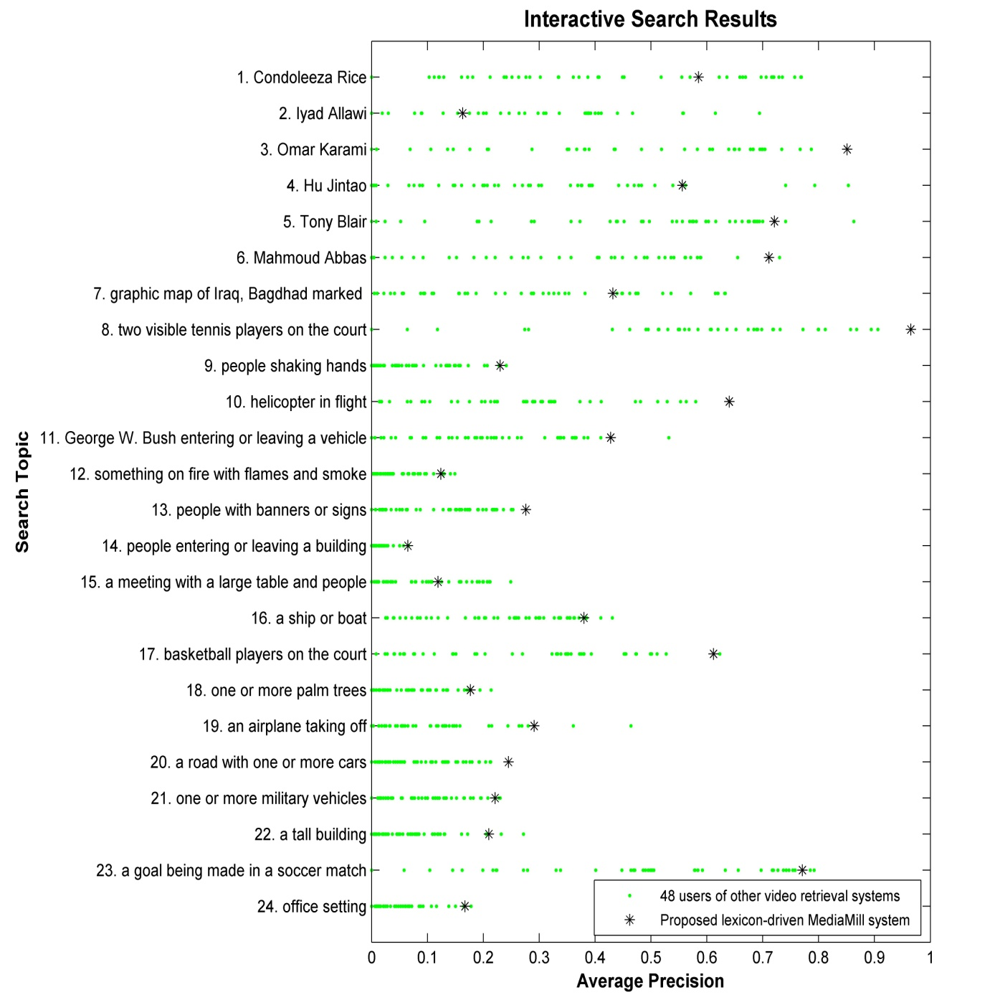 Interactive Search Results
1. Condoleeza Rice
2. Iyad Allawi
3. Omar Karami
4. Hu Jintao
5. Tony Blair
6. Mahmoud Abbas
7. graphic map of Iraq, Bagdhad marked
8. two visible tennis players on the court
9. people shaking hands
10. helicopter in flight
11. George W. Bush entering or leaving a vehicle
12. something on fire with flames and smoke
13. people with banners or signs
14. people entering or leaving a building
15. a meeting with a large table and people
16. a ship or boat
17. basketball players on the court
18. one or more palm trees
19. an airplane taking off
20. a road with one or more cars
21. one or more military vehicles
22. a tall building
23. a goal being made in a soccer match
24. office setting
Search Topic
48 users of other video retrieval systems
Proposed lexicon-driven MediaMill system
0 0.1 0.2 0.3 0.4 0.5 0.6 0.7 0.8 0.9 1
Average Precision